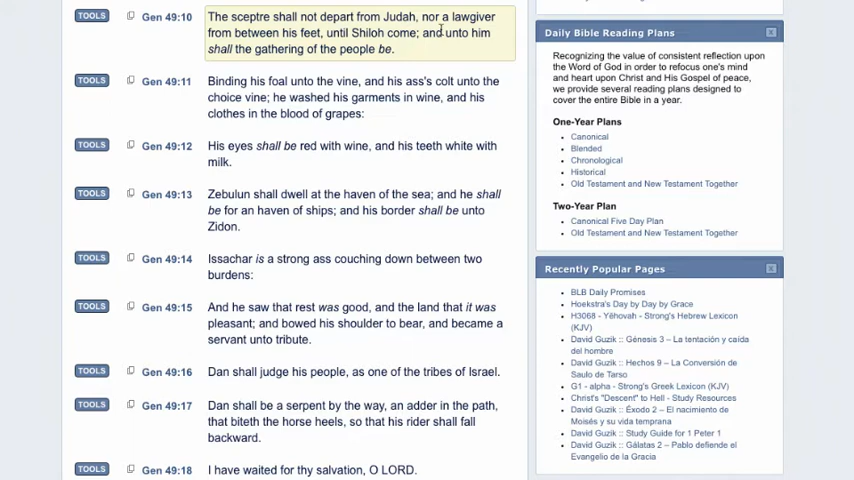 TOOLS Gen 49:10 The sceptre shall not depart from Judah, nor a lawgiver
from between his feet, until Shiloh come; and unto him
shall the gathering of the people be.
TOOLS Gen 49:11 Binding his foal unto the vine, and his ass's colt unto the
choice vine; he washed his garments in wine, and his
clothes in the blood of grapes:
TOOLS Gen 49:12 His eyes shall be red with wine, and his teeth white with
milk.
TOOLS Gen 49:13 Zebulun shall dwell at the haven of the sea; and he shall
be for an haven of ships; and his border shall be unto
Zidon.
TOOLS Gen 49:14 Issachar is a strong ass couching down between two
burdens:
TOOLS Gen 49:15 And he saw that rest was good, and the land that it was
pleasant; and bowed his shoulder to bear, and became a
servant unto tribute.
TOOLS Gen 49:16 Dan shall judge his people, as one of the tribes of Israel.
TOOLS Gen 49:17 Dan shall be a serpent by the way, an adder in the path,
that biteth the horse heels, so that his rider shall fall
backward.
TOOLS Gen 49:18 I have waited for thy salvation, O LORD.
Daily Bible Reading Plans
Recognizing the value of consistent reflection upon
the Word of God in order to refocus one's mind
and heart upon Christ and His Gospel of peace,
we provide several reading plans designed to
cover the entire Bible in a year.
One-Year Plans
Canonical
Blended
Chronological
Historical
Old Testament and New Testament Together
Two-Year Plan
Canonical Five Day Plan
Old Testament and New Testament Together
Recently Popular Pages
BLB Daily Promises
Hoekstra's Day by Day by Grace
H3068 - Yĕhovah - Strong's Hebrew Lexicon
(KJV)
David Guzik :: Génesis 3 – La tentación y caída
del hombre
David Guzik :: Hechos 9 – La Conversión de
Saulo de Tarso
G1 - alpha - Strong's Greek Lexicon (KJV)
Christ's "Descent" to Hell - Study Resources
David Guzik :: Éxodo 2 – El nacimiento de
Moisés y su vida temprana
David Guzik :: Study Guide for 1 Peter 1
David Guzik :: Gálatas 2 – Pablo defiende el
Evangelio de la Gracia